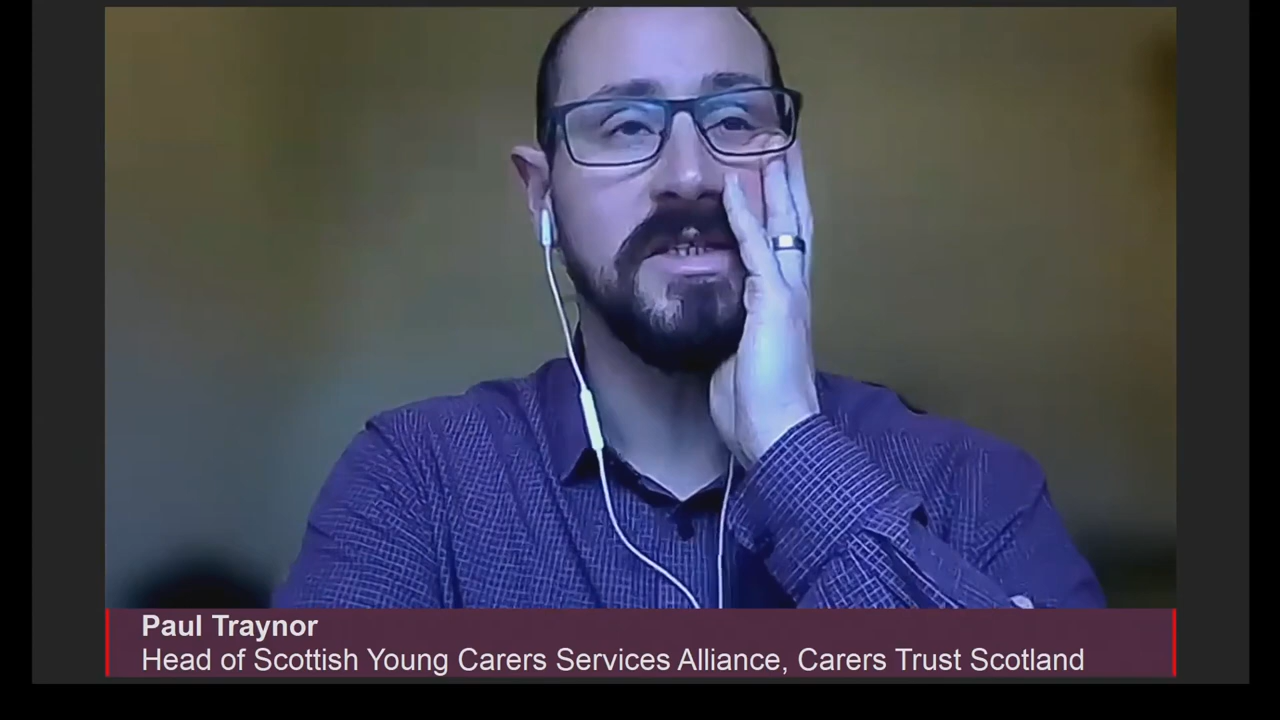 Paul Traynor
Head of Scottish Young Carers Services Alliance, Carers Trust Scotland